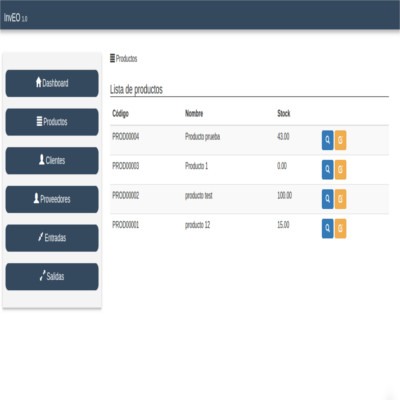 InvEO 1.0
Dashboard
Productos
Clientes
Proveedores
Entradas
Salidas
Productos
Lista de productos
Código Nombre Stock
PROD00004 Producto prueba 43.00
PROD00003 Producto 1 0.00
PROD00002 producto test 100.00
PROD00001 producto 12 15.00